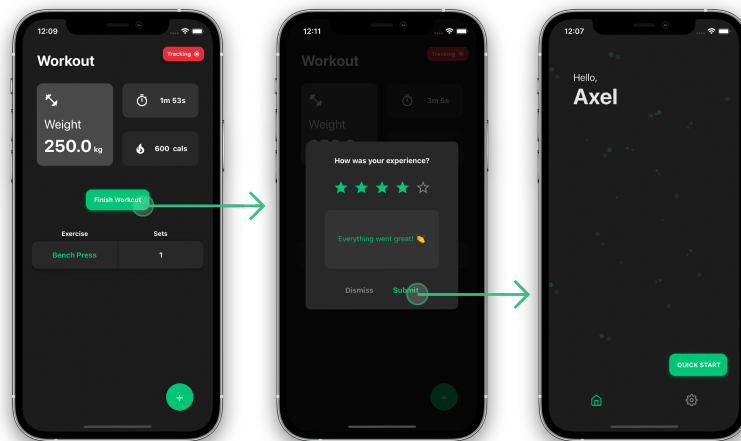 12:09
Workout
Tracking
1m 53s
Weight
250.0 kg
600 cals
Finish Workout
Exercise Sets
Bench Press 1
+
12:11
Workout
Tracking
3m 5s
How was your experience?
Everything went great! 👏
Dismiss Submit
+
12:07
Hello,
Axel
QUICK START